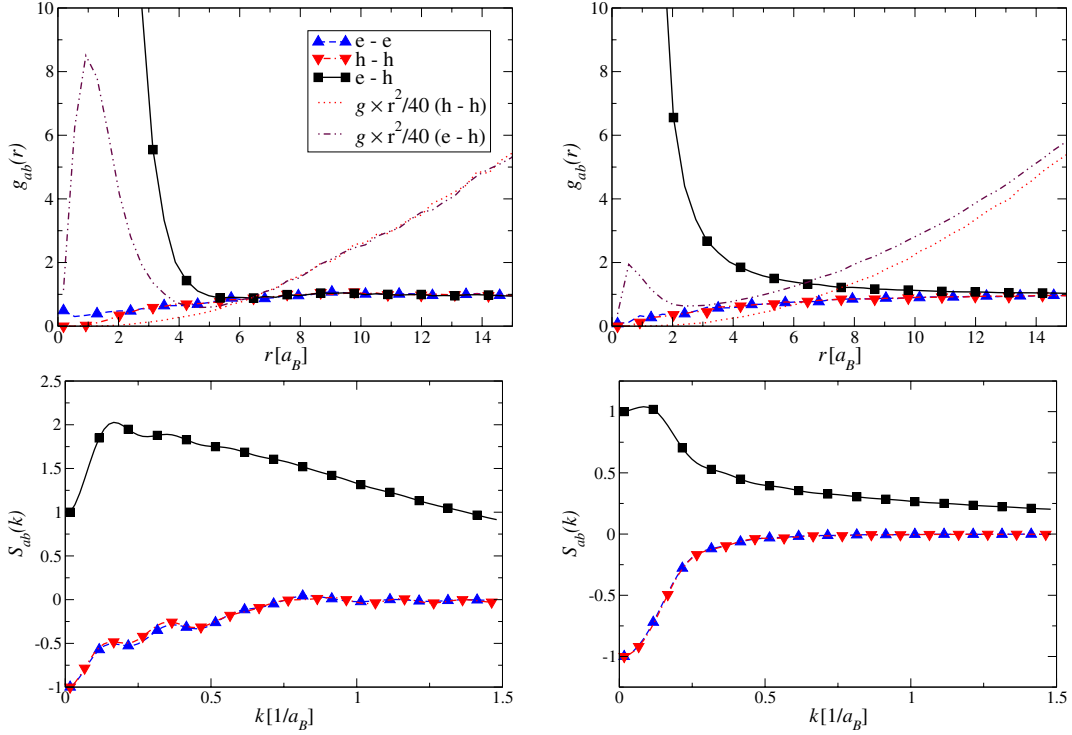 10
8
6
4
2
0
g_ab(r)
0 2 4 6 8 10 12 14
r[a_B]
e - e
h - h
e - h
g × r²/40 (h - h)
g × r²/40 (e - h)
10
8
6
4
2
0
g_ab(r)
0 2 4 6 8 10 12 14
r[a_B]
2.5
2
1.5
1
0.5
0
-0.5
-1
S_ab(k)
0 0.5 1 1.5
k[1/a_B]
1
0.5
0
-0.5
-1
S_ab(k)
0 0.5 1 1.5
k[1/a_B]